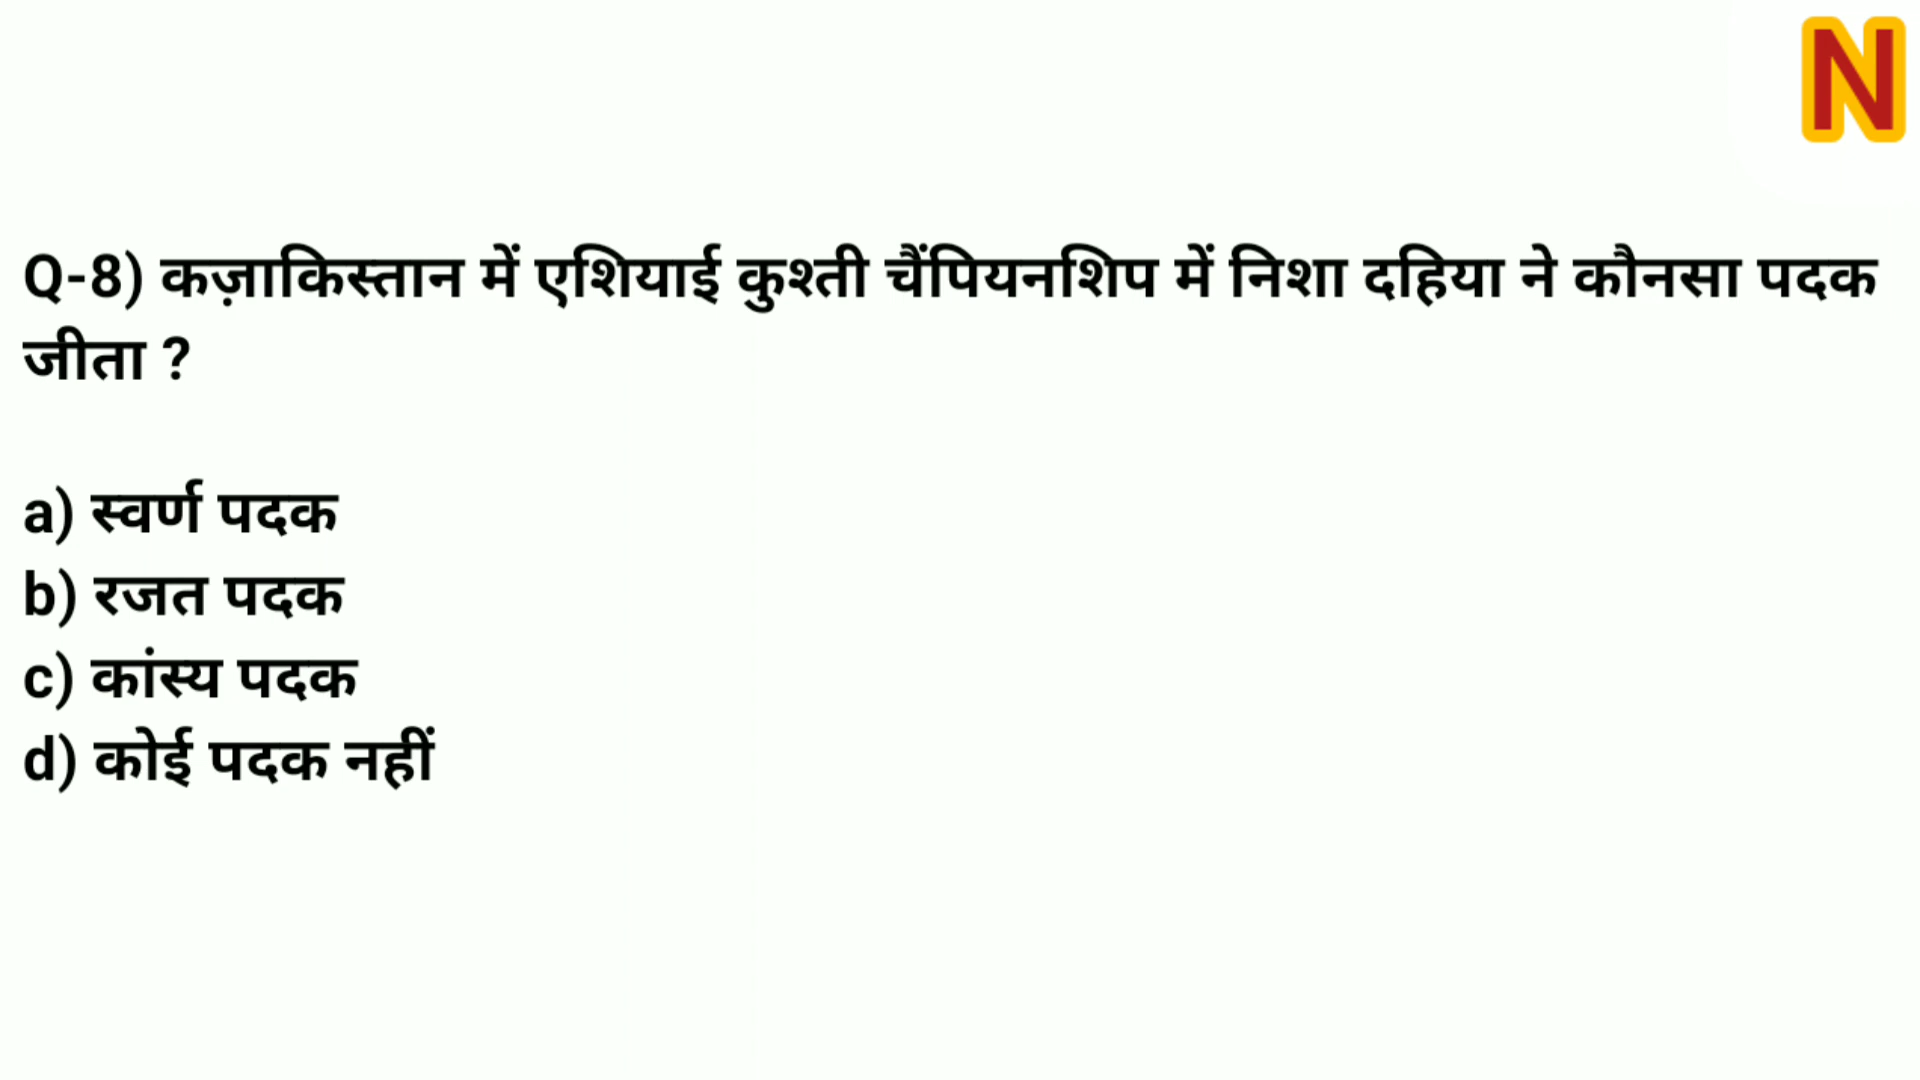 N
Q-8) कज़ाकिस्तान में एशियाई कुश्ती चैंपियनशिप में निशा दहिया ने कौनसा पदक
जीता ?
a) स्वर्ण पदक
b) रजत पदक
c) कांस्य पदक
d) कोई पदक नहीं